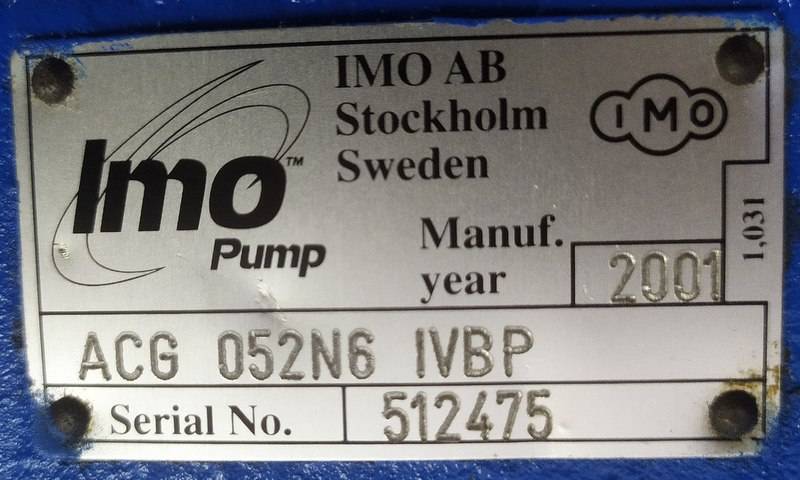 IMO AB
Stockholm
Sweden
IMO
Imo™
Pump
Manuf.
year
2001
1,031
ACG 052N6 IVBP
Serial No. 512475